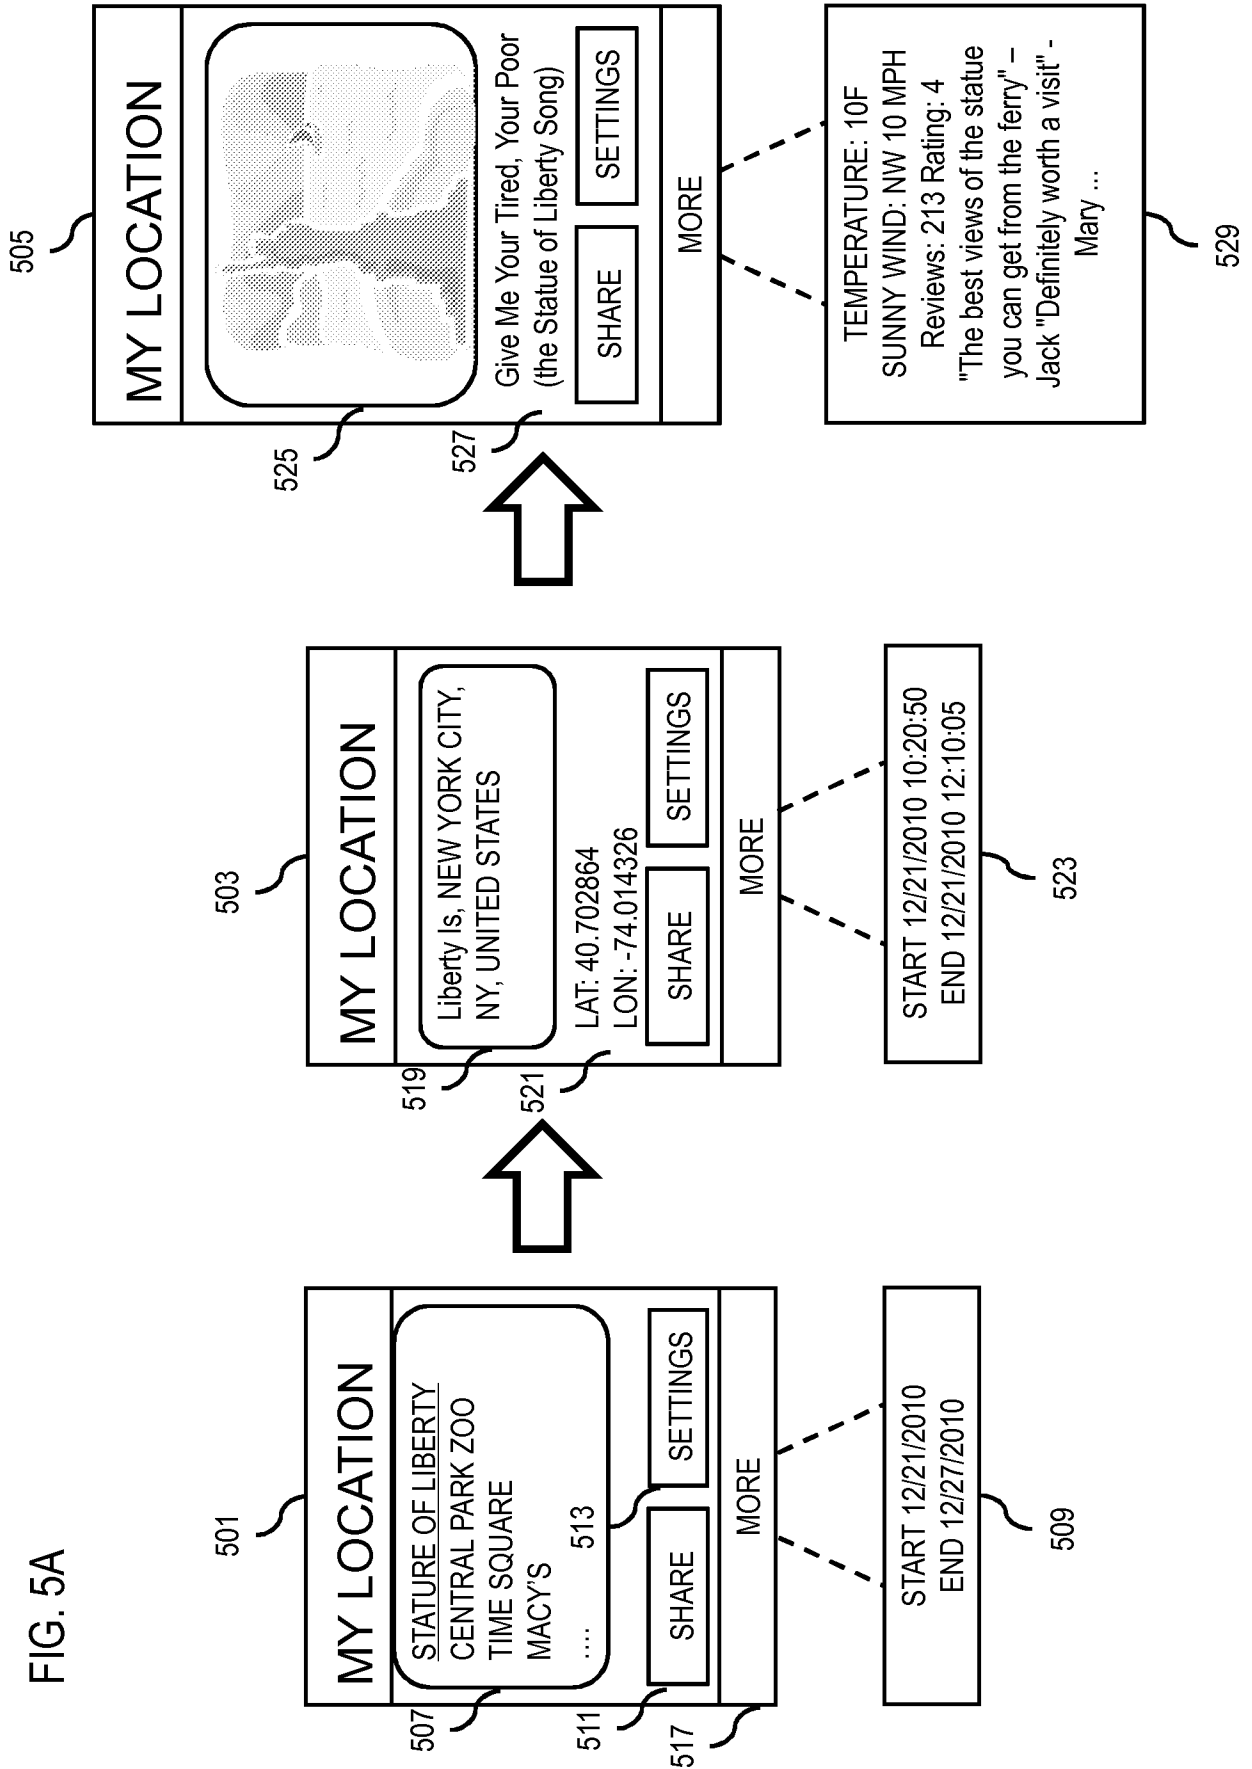 FIG. 5A
501
MY LOCATION
STATURE OF LIBERTY
CENTRAL PARK ZOO
TIME SQUARE
MACY'S
....
507
513
511
SHARE
SETTINGS
517
MORE
START 12/21/2010
END 12/27/2010
509
503
MY LOCATION
Liberty Is, NEW YORK CITY,
NY, UNITED STATES
519
LAT: 40.702864
LON: -74.014326
521
SHARE
SETTINGS
MORE
START 12/21/2010 10:20:50
END 12/21/2010 12:10:05
523
505
MY LOCATION
525
Give Me Your Tired, Your Poor
(the Statue of Liberty Song)
527
SHARE
SETTINGS
MORE
TEMPERATURE: 10F
SUNNY WIND: NW 10 MPH
Reviews: 213 Rating: 4
"The best views of the statue
you can get from the ferry" –
Jack "Definitely worth a visit" -
Mary ...
529